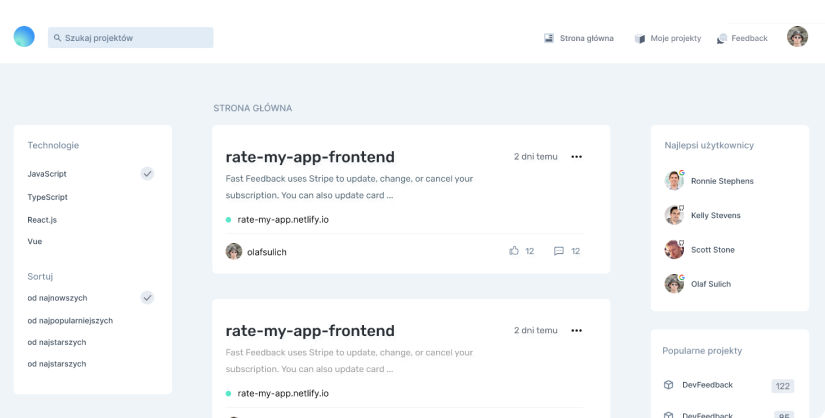 Szukaj projektów
Strona główna
Moje projekty
Feedback
STRONA GŁÓWNA
Technologie
JavaScript
TypeScript
React.js
Vue
Sortuj
od najnowszych
od najpopularniejszych
od najstarszych
od najstarszych
rate-my-app-frontend
2 dni temu
Fast Feedback uses Stripe to update, change, or cancel your
subscription. You can also update card ...
rate-my-app.netlify.io
olafsulich
12
12
rate-my-app-frontend
2 dni temu
Fast Feedback uses Stripe to update, change, or cancel your
subscription. You can also update card ...
rate-my-app.netlify.io
Najlepsi użytkownicy
Ronnie Stephens
Kelly Stevens
Scott Stone
Olaf Sulich
Popularne projekty
DevFeedback
122
DevFeedback
95